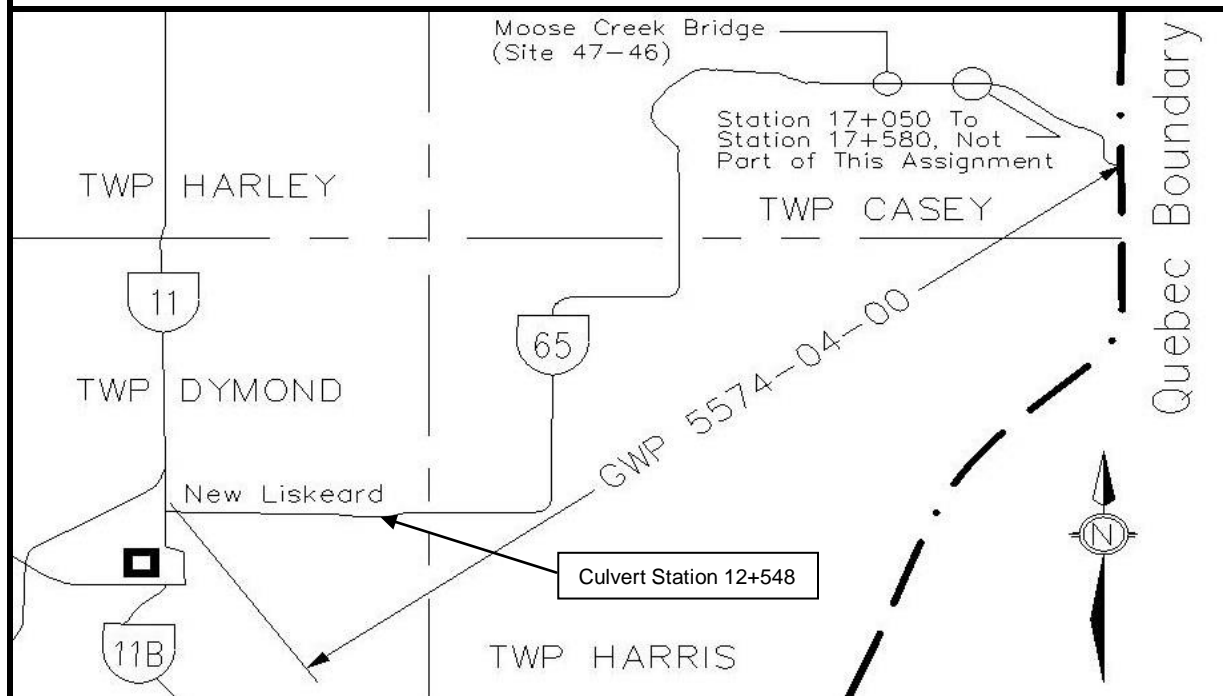 Moose Creek Bridge
(Site 47-46)
Station 17+050 To
Station 17+580, Not
Part of This Assignment
Quebec Boundary
TWP HARLEY
TWP CASEY
11
65
TWP DYMOND
GWP 5574-04-00
New Liskeard
N
Culvert Station 12+548
11B
TWP HARRIS